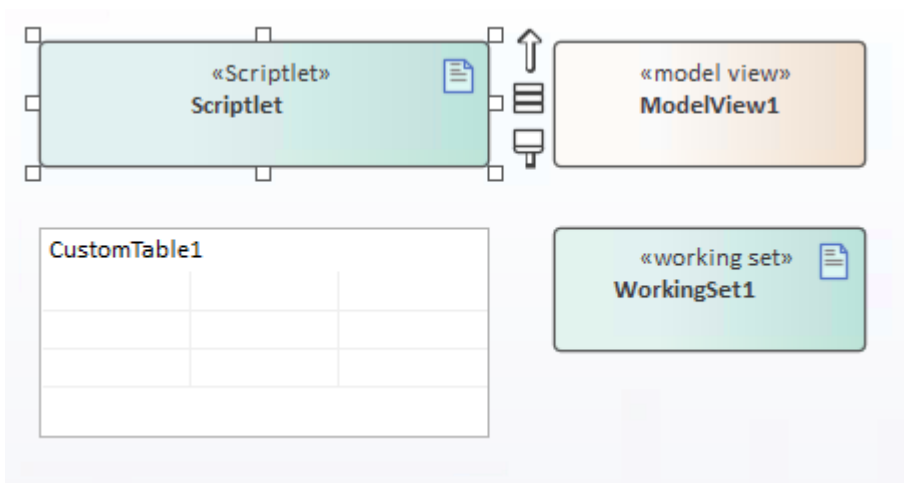 «Scriptlet»
Scriptlet
«model view»
ModelView1
CustomTable1
«working set»
WorkingSet1